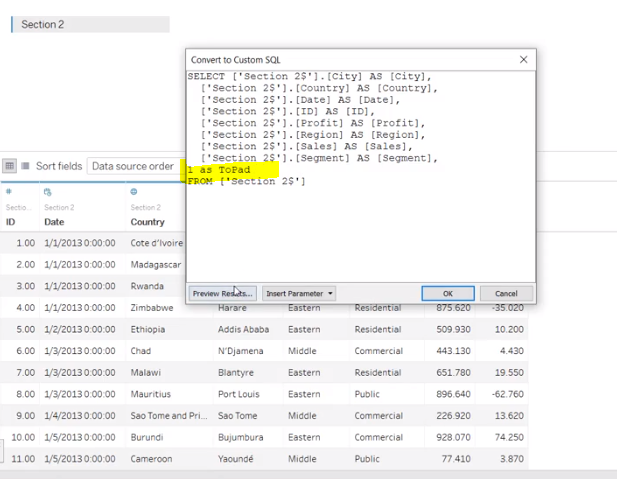 Section 2
Convert to Custom SQL
SELECT ['Section 2$'].[City] AS [City],
['Section 2$'].[Country] AS [Country],
['Section 2$'].[Date] AS [Date],
['Section 2$'].[ID] AS [ID],
['Section 2$'].[Profit] AS [Profit],
['Section 2$'].[Region] AS [Region],
['Section 2$'].[Sales] AS [Sales],
['Section 2$'].[Segment] AS [Segment],
1 as ToPad
FROM ['Section 2$']
Preview Results... Insert Parameter OK Cancel
Sort fields Data source order
Sectio... Section 2 Section 2
ID Date Country
1.00 1/1/2013 0:00:00 Cote d'Ivoire
2.00 1/1/2013 0:00:00 Madagascar
3.00 1/1/2013 0:00:00 Rwanda
4.00 1/1/2013 0:00:00 Zimbabwe Harare Eastern Residential 875.620 -35.020
5.00 1/2/2013 0:00:00 Ethiopia Addis Ababa Eastern Residential 509.930 10.200
6.00 1/3/2013 0:00:00 Chad N'Djamena Middle Commercial 443.130 4.430
7.00 1/3/2013 0:00:00 Malawi Blantyre Eastern Residential 651.780 19.550
8.00 1/3/2013 0:00:00 Mauritius Port Louis Eastern Public 896.640 -62.760
9.00 1/4/2013 0:00:00 Sao Tome and Pri... Sao Tome Middle Commercial 226.920 13.620
10.00 1/5/2013 0:00:00 Burundi Bujumbura Middle Commercial 928.070 74.250
11.00 1/5/2013 0:00:00 Cameroon Yaoundé Middle Public 77.410 3.870